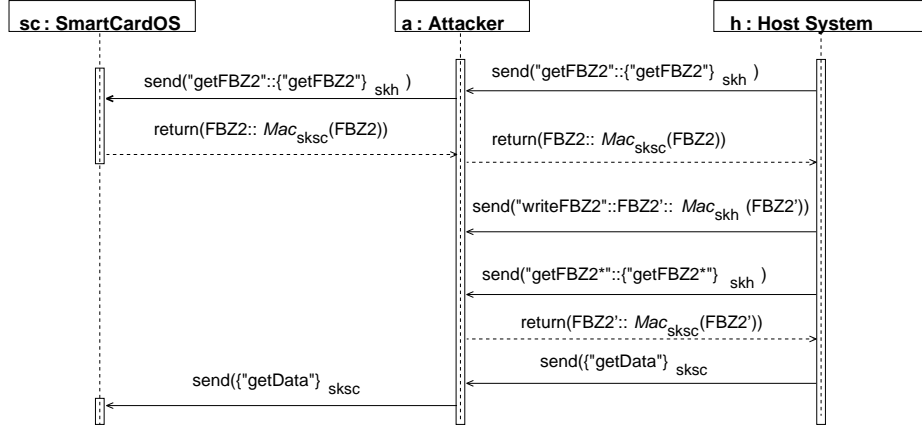 sc : SmartCardOS a : Attacker h : Host System
send("getFBZ2"::{"getFBZ2"} skh )
send("getFBZ2"::{"getFBZ2"} skh )
return(FBZ2:: Mac sksc (FBZ2))
return(FBZ2:: Mac sksc (FBZ2))
send("writeFBZ2"::FBZ2':: Mac skh (FBZ2'))
send("getFBZ2*"::{"getFBZ2*"} skh )
return(FBZ2':: Mac sksc (FBZ2'))
send({"getData"} sksc
send({"getData"} sksc